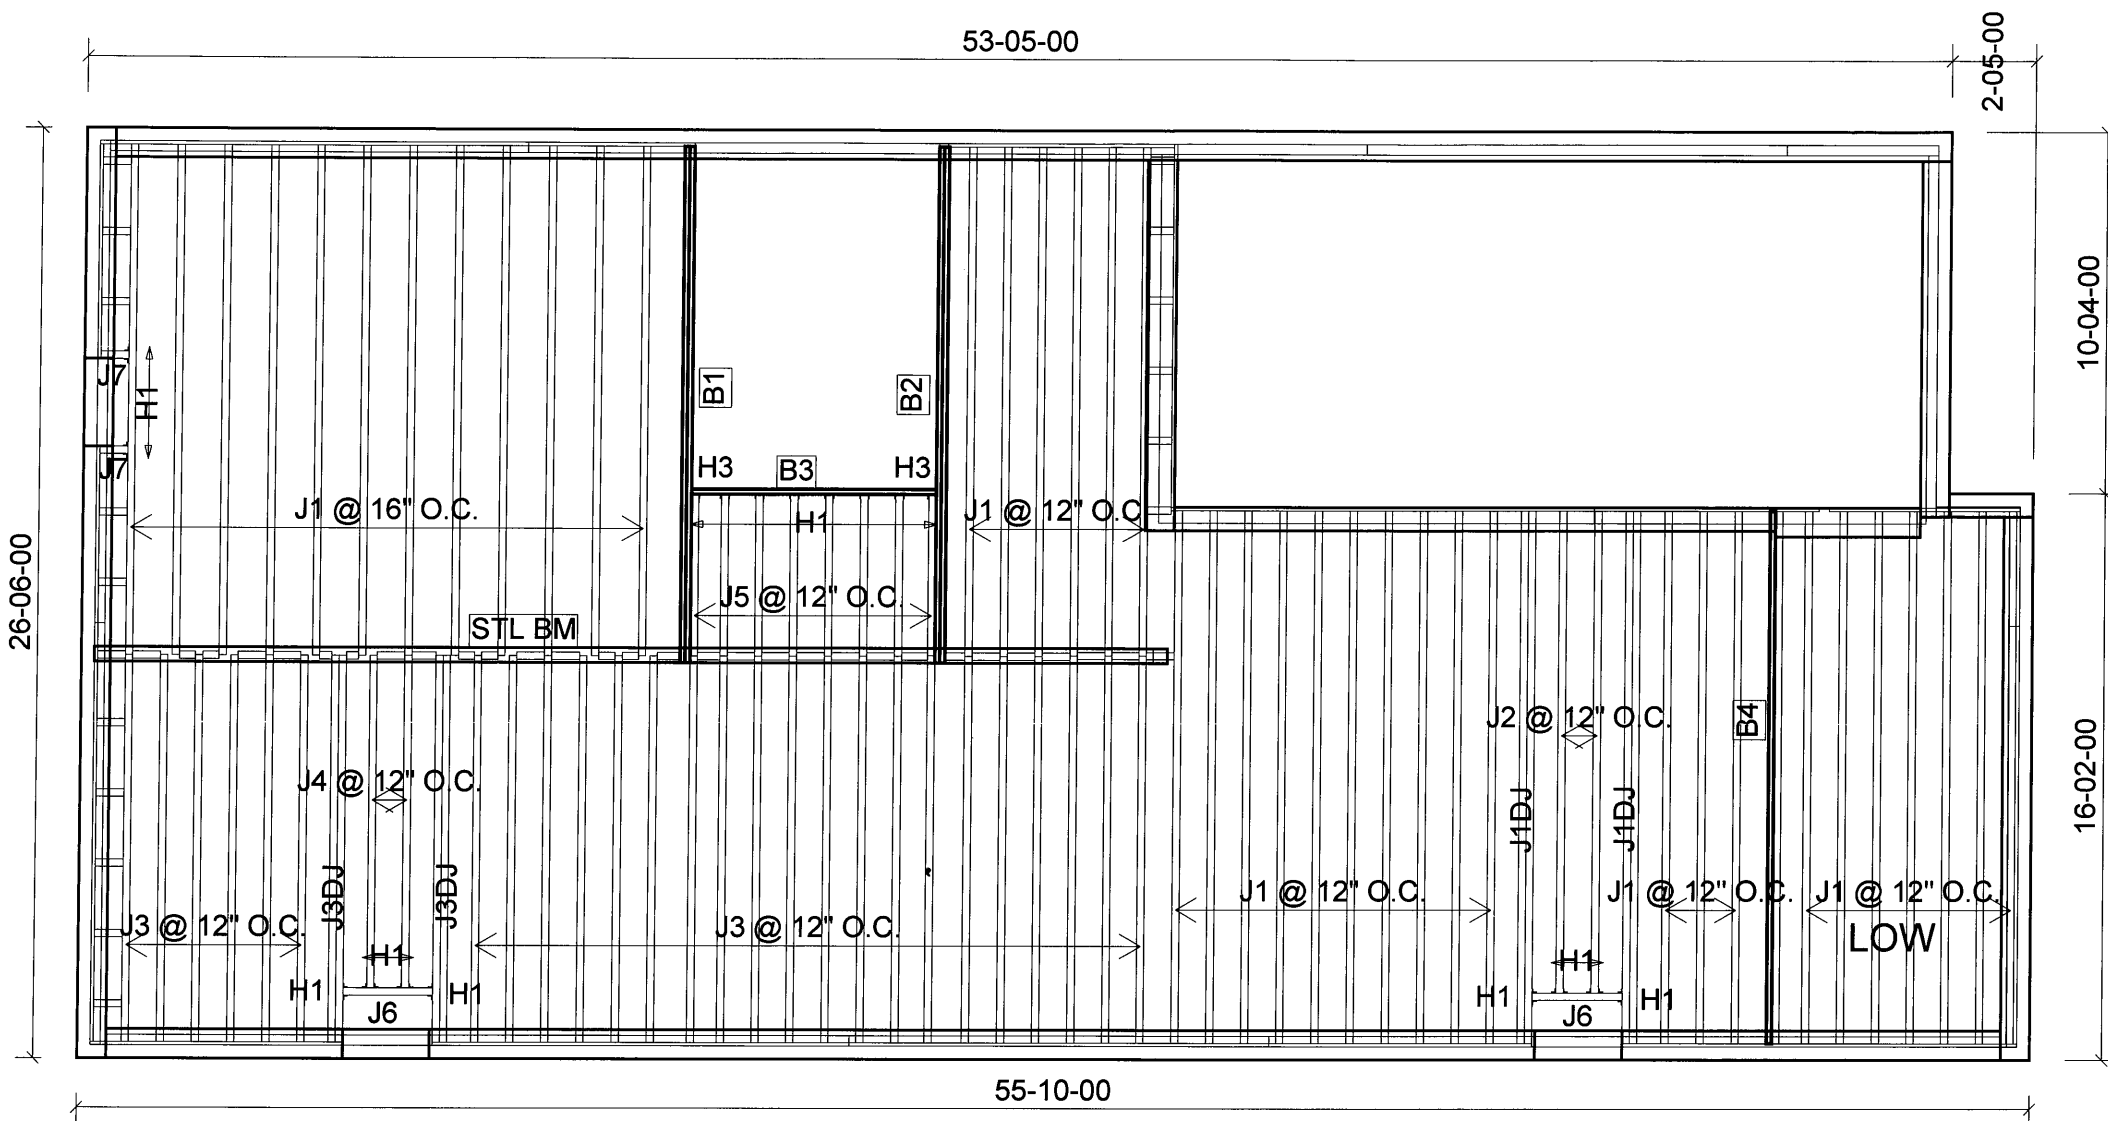 53-05-00
2-05-00
10-04-00
26-06-00
J7
H1
J7
B1
B2
H3
B3
H3
J1 @ 16" O.C.
H1
J1 @ 12" O.C
J5 @ 12" O.C.
STL BM
J2 @ 12" O.C.
B4
16-02-00
J4 @ 12" O.C.
J1DJ
J1DJ
J3DJ
J3DJ
J1 @ 12" O.C.
J1 @ 12" O.C.
J1 @ 12" O.C.
J3 @ 12" O.C.
J3 @ 12" O.C.
LOW
H1
H1
H1
H1
H1
H1
J6
J6
55-10-00